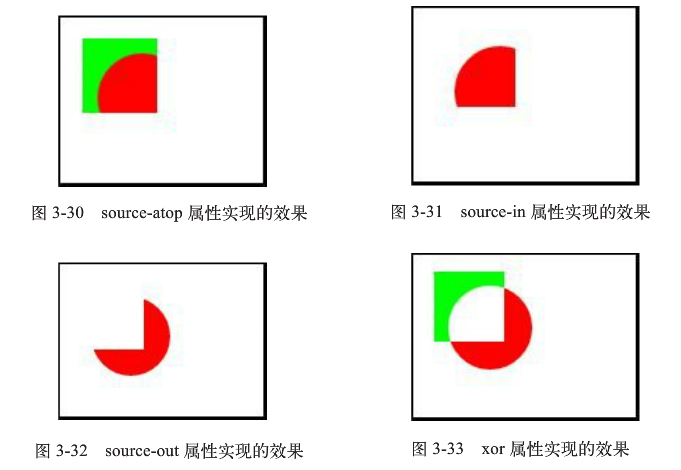 图 3-30 source-atop 属性实现的效果
图 3-31 source-in 属性实现的效果
图 3-32 source-out 属性实现的效果
图 3-33 xor 属性实现的效果